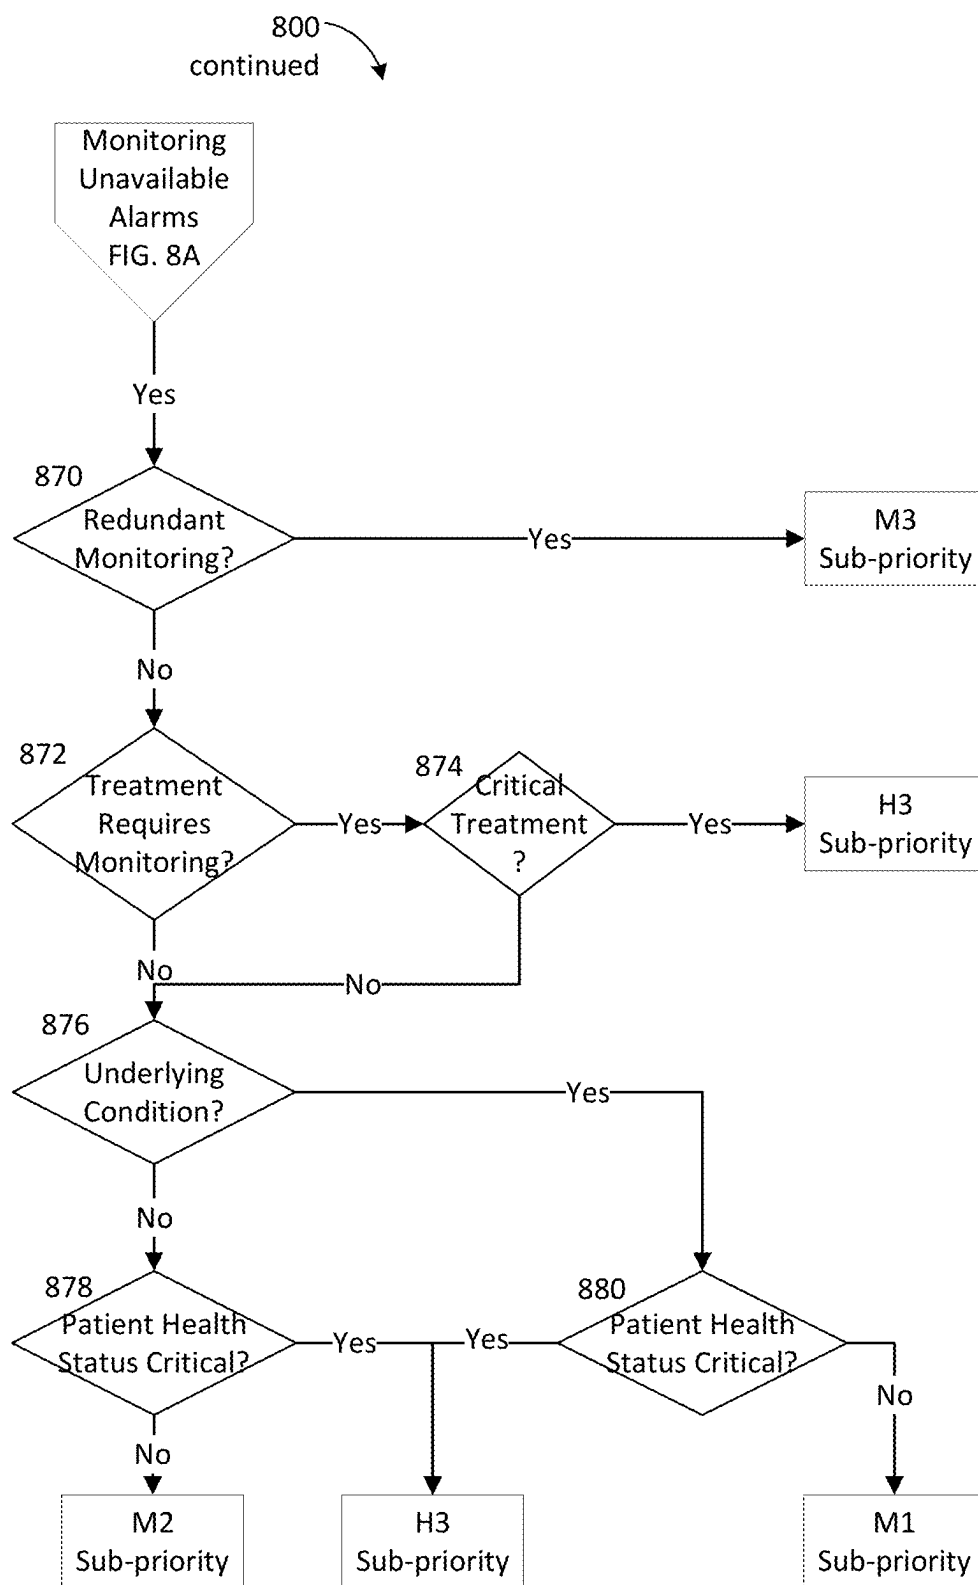 800
continued
Monitoring
Unavailable
Alarms
FIG. 8A
Yes
870
Redundant
Monitoring?
Yes
M3
Sub-priority
No
872
Treatment
Requires
Monitoring?
Yes
874
Critical
Treatment
?
Yes
H3
Sub-priority
No
No
876
Underlying
Condition?
Yes
No
878
Patient Health
Status Critical?
Yes
Yes
880
Patient Health
Status Critical?
No
No
M2
Sub-priority
H3
Sub-priority
M1
Sub-priority